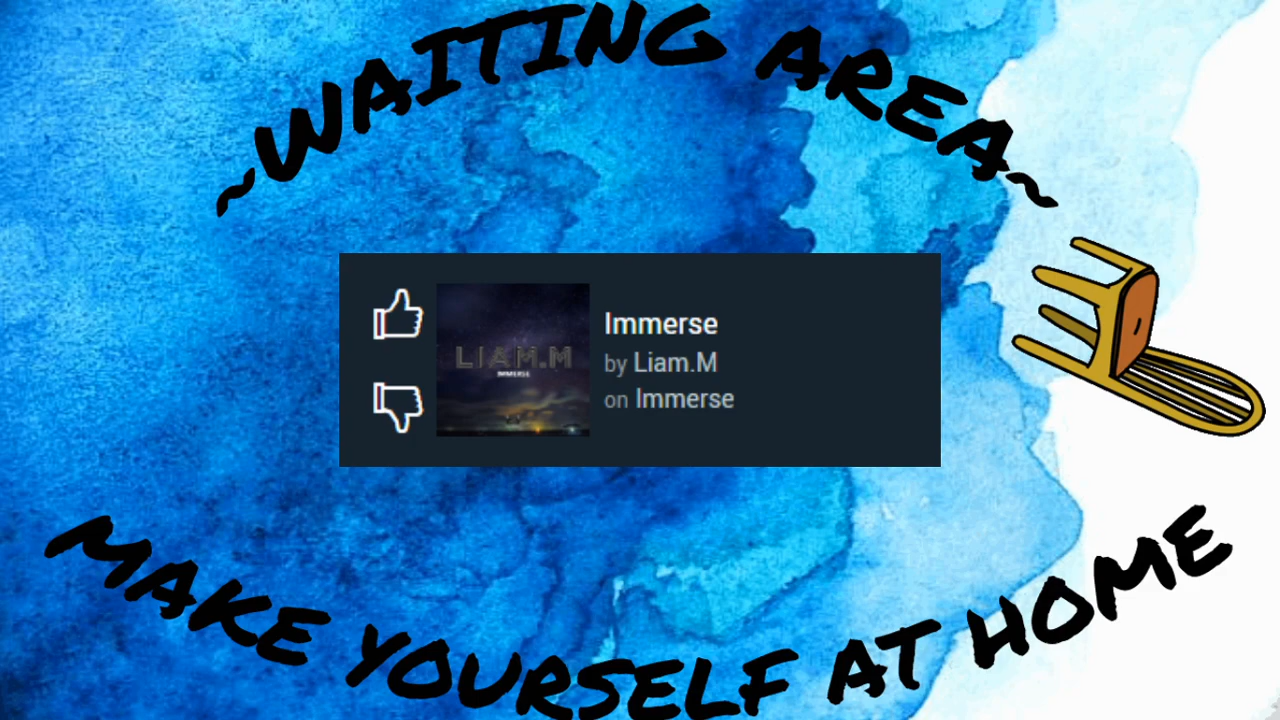 ~WAITING AREA~
LIAM.M
IMMERSE
Immerse
by Liam.M
on Immerse
MAKE YOURSELF AT HOME